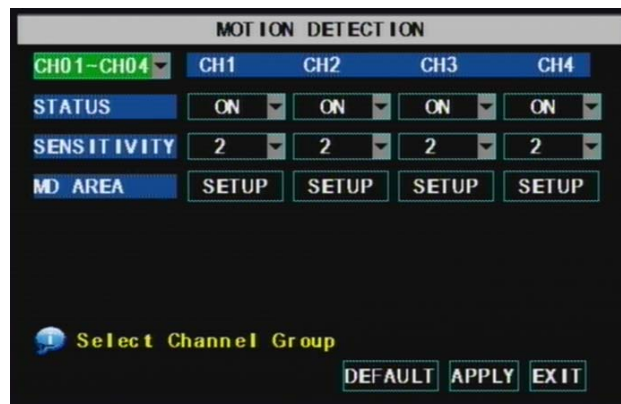 MOTION DETECTION
CH01~CH04 CH1 CH2 CH3 CH4
STATUS ON ON ON ON
SENSITIVITY 2 2 2 2
MD AREA SETUP SETUP SETUP SETUP
Select Channel Group
DEFAULT APPLY EXIT